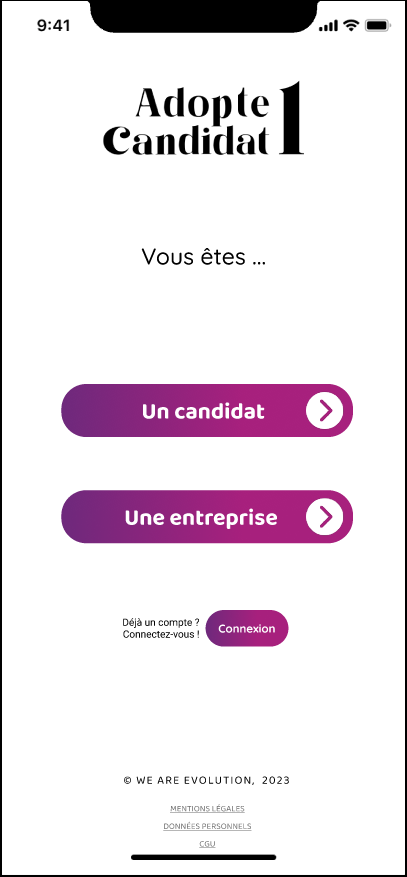 9:41
Adopte 1
Candidat
Vous êtes ...
Un candidat
Une entreprise
Déjà un compte ?
Connectez-vous !
Connexion
© WE ARE EVOLUTION, 2023
MENTIONS LÉGALES
DONNÉES PERSONNELS
CGU